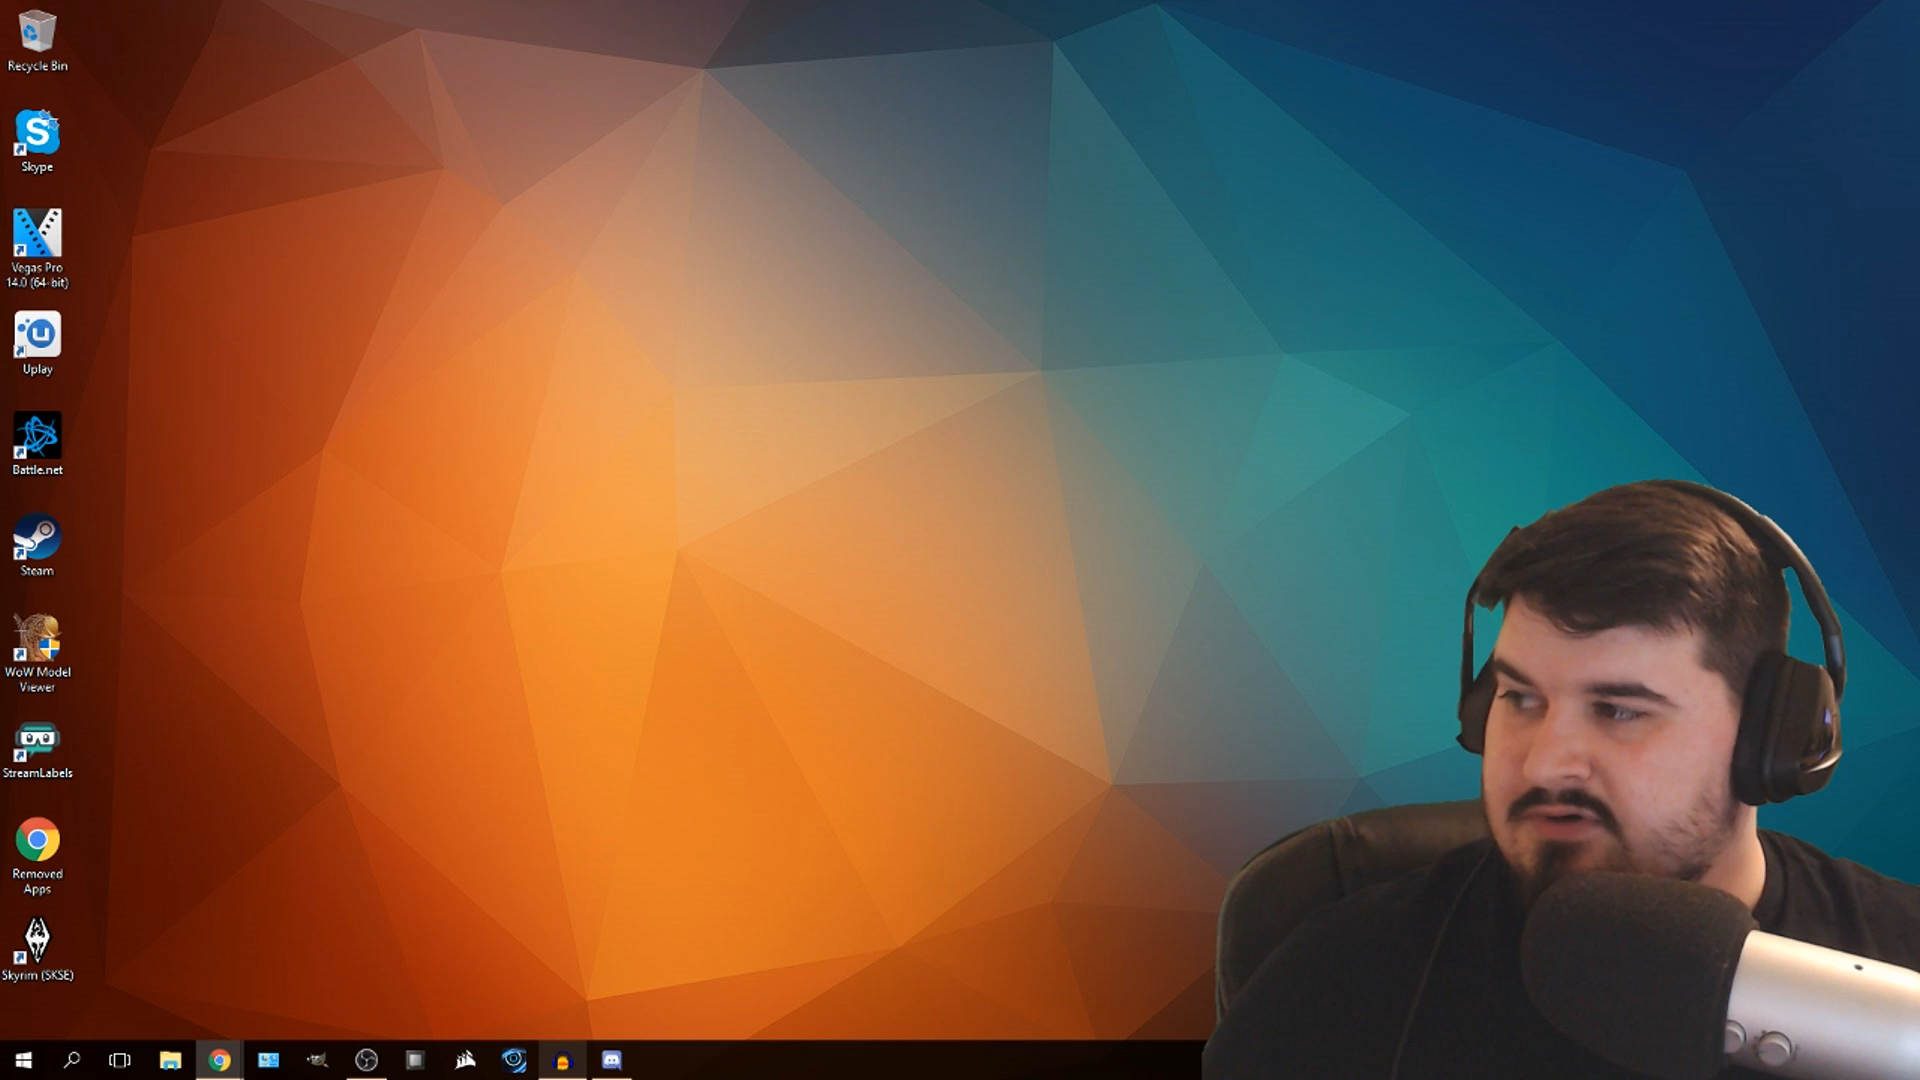 Recycle Bin
Skype
Vegas Pro
14.0 (64-bit)
Uplay
Battle.net
Steam
WoW Model
Viewer
StreamLabels
Removed
Apps
Skyrim (SKSE)